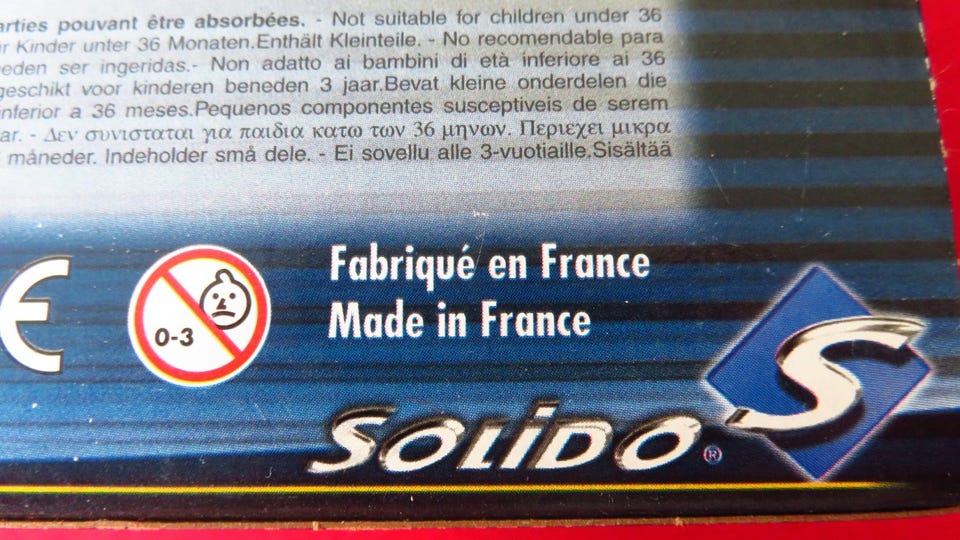 arties pouvant être absorbées. - Not suitable for children under 36
ür Kinder unter 36 Monaten.Enthält Kleinteile. - No recomendable para
eden ser ingeridas.- Non adatto ai bambini di età inferiore ai 36
geschikt voor kinderen beneden 3 jaar.Bevat kleine onderdelen die
inferior a 36 meses.Pequenos componentes susceptiveis de serem
ar. - Δεν συνισταται για παιδια κατω των 36 μηνων. Περιεχει μικρα
måneder. Indeholder små dele. - Ei sovellu alle 3-vuotiaille.Sisältää
CE
0-3
Fabriqué en France
Made in France
SOLIDO®
S